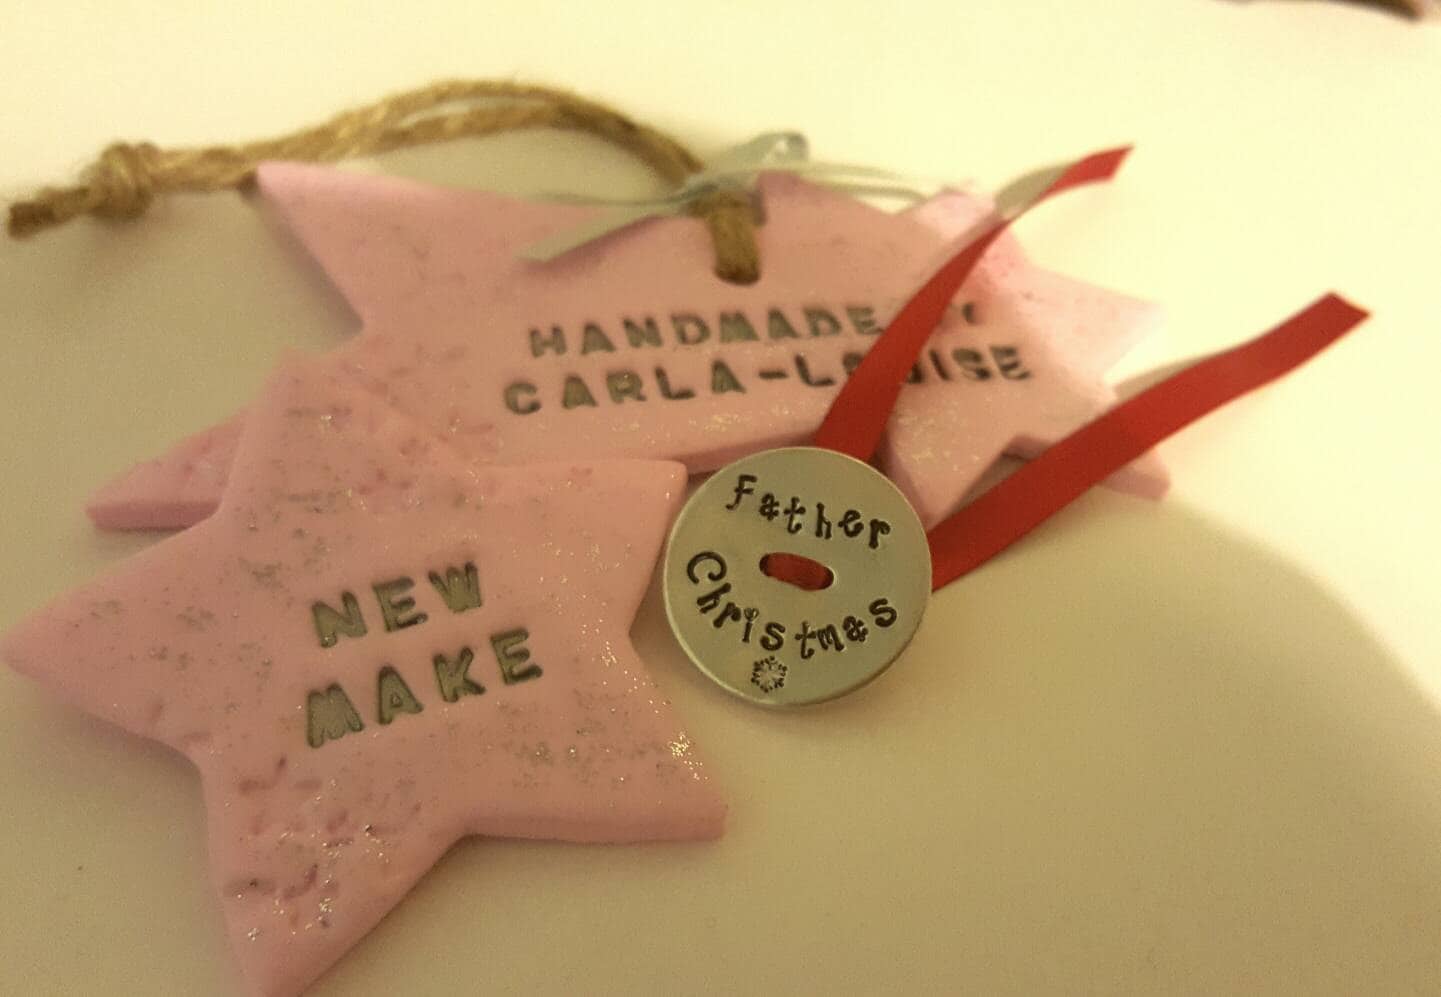 HANDMADE
CARLA-LOUISE
NEW
MAKE
Father
Christmas